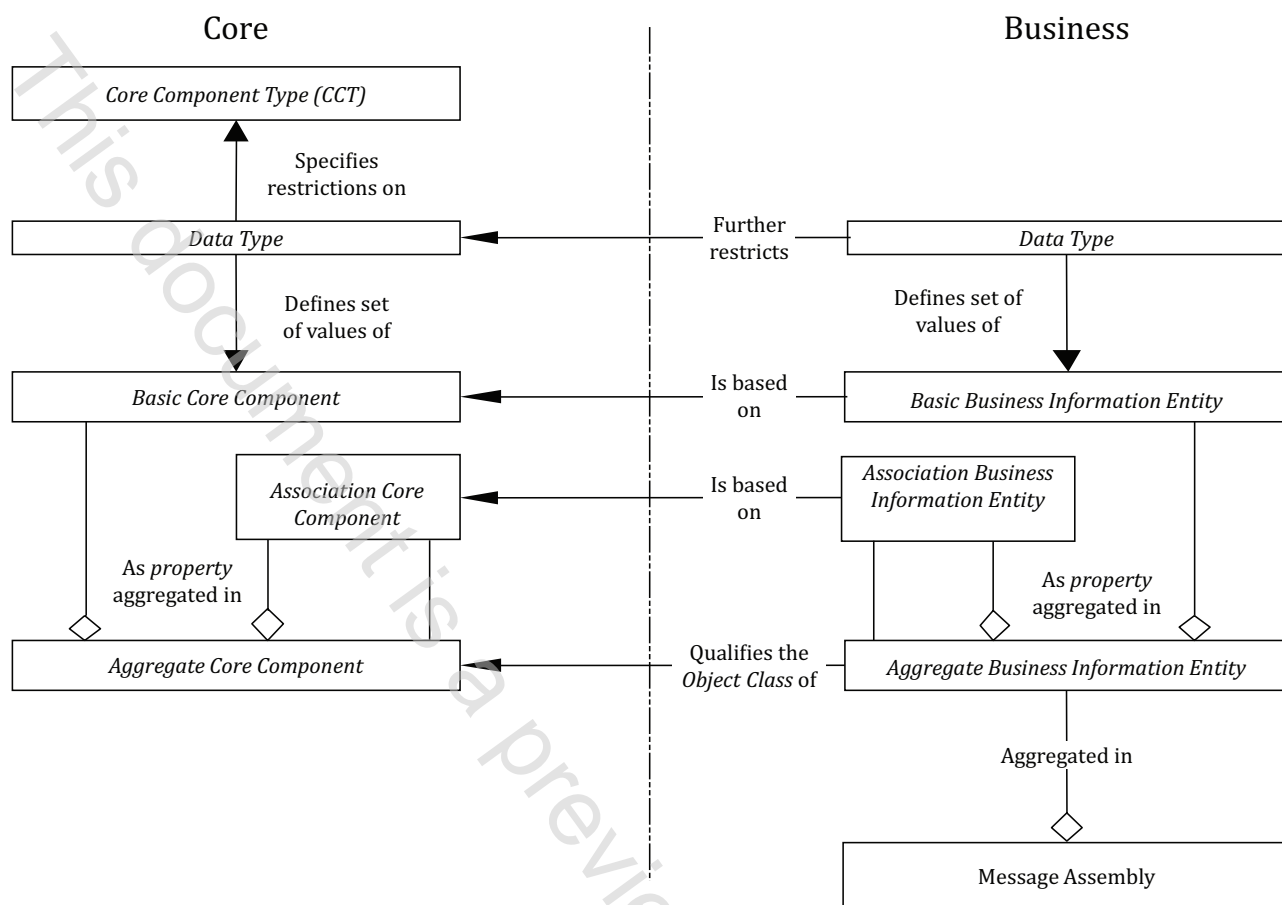 Core
Business
Core Component Type (CCT)
Specifies
restrictions on
Data Type
Further
restricts
Data Type
Defines set
of values of
Defines set of
values of
Basic Core Component
Is based
on
Basic Business Information Entity
Association Core
Component
Is based
on
Association Business
Information Entity
As property
aggregated in
As property
aggregated in
Aggregate Core Component
Qualifies the
Object Class of
Aggregate Business Information Entity
Aggregated in
Message Assembly
This document is a previe